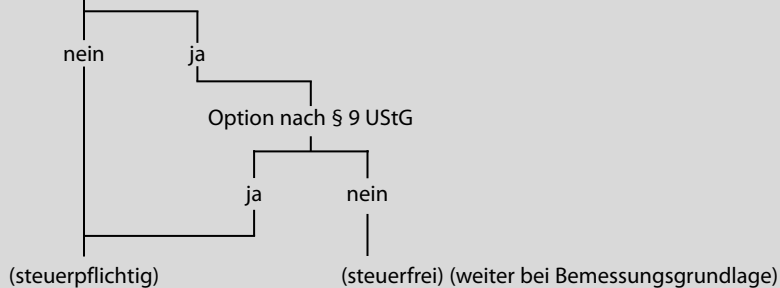 nein ja
Option nach § 9 UStG
ja nein
(steuerpflichtig) (steuerfrei) (weiter bei Bemessungsgrundlage)